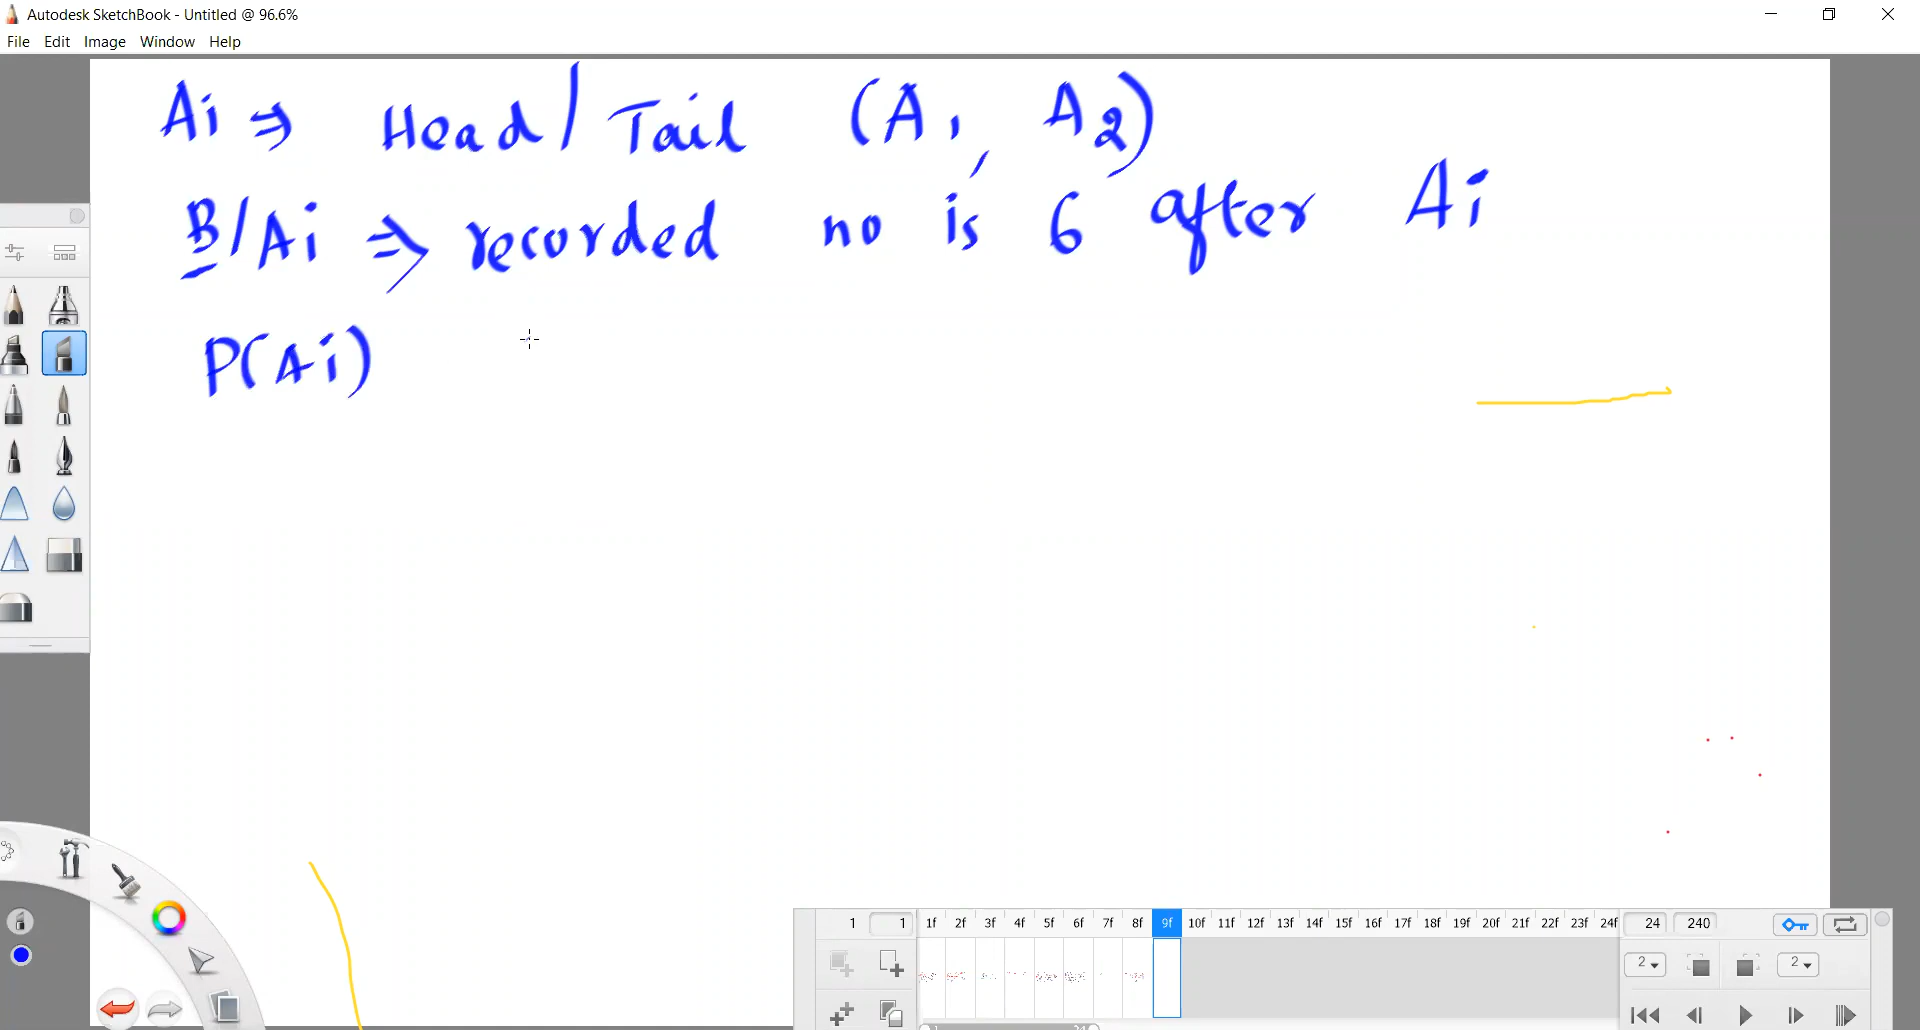 Autodesk SketchBook - Untitled @ 96.6%
File Edit Image Window Help
Ai ⇒ Head/Tail (A1, A2)
B/Ai ⇒ recorded no is 6 after Ai
P(Ai)
1 1 1f 2f 3f 4f 5f 6f 7f 8f 9f 10f 11f 12f 13f 14f 15f 16f 17f 18f 19f 20f 21f 22f 23f 24f 24 240
2 2